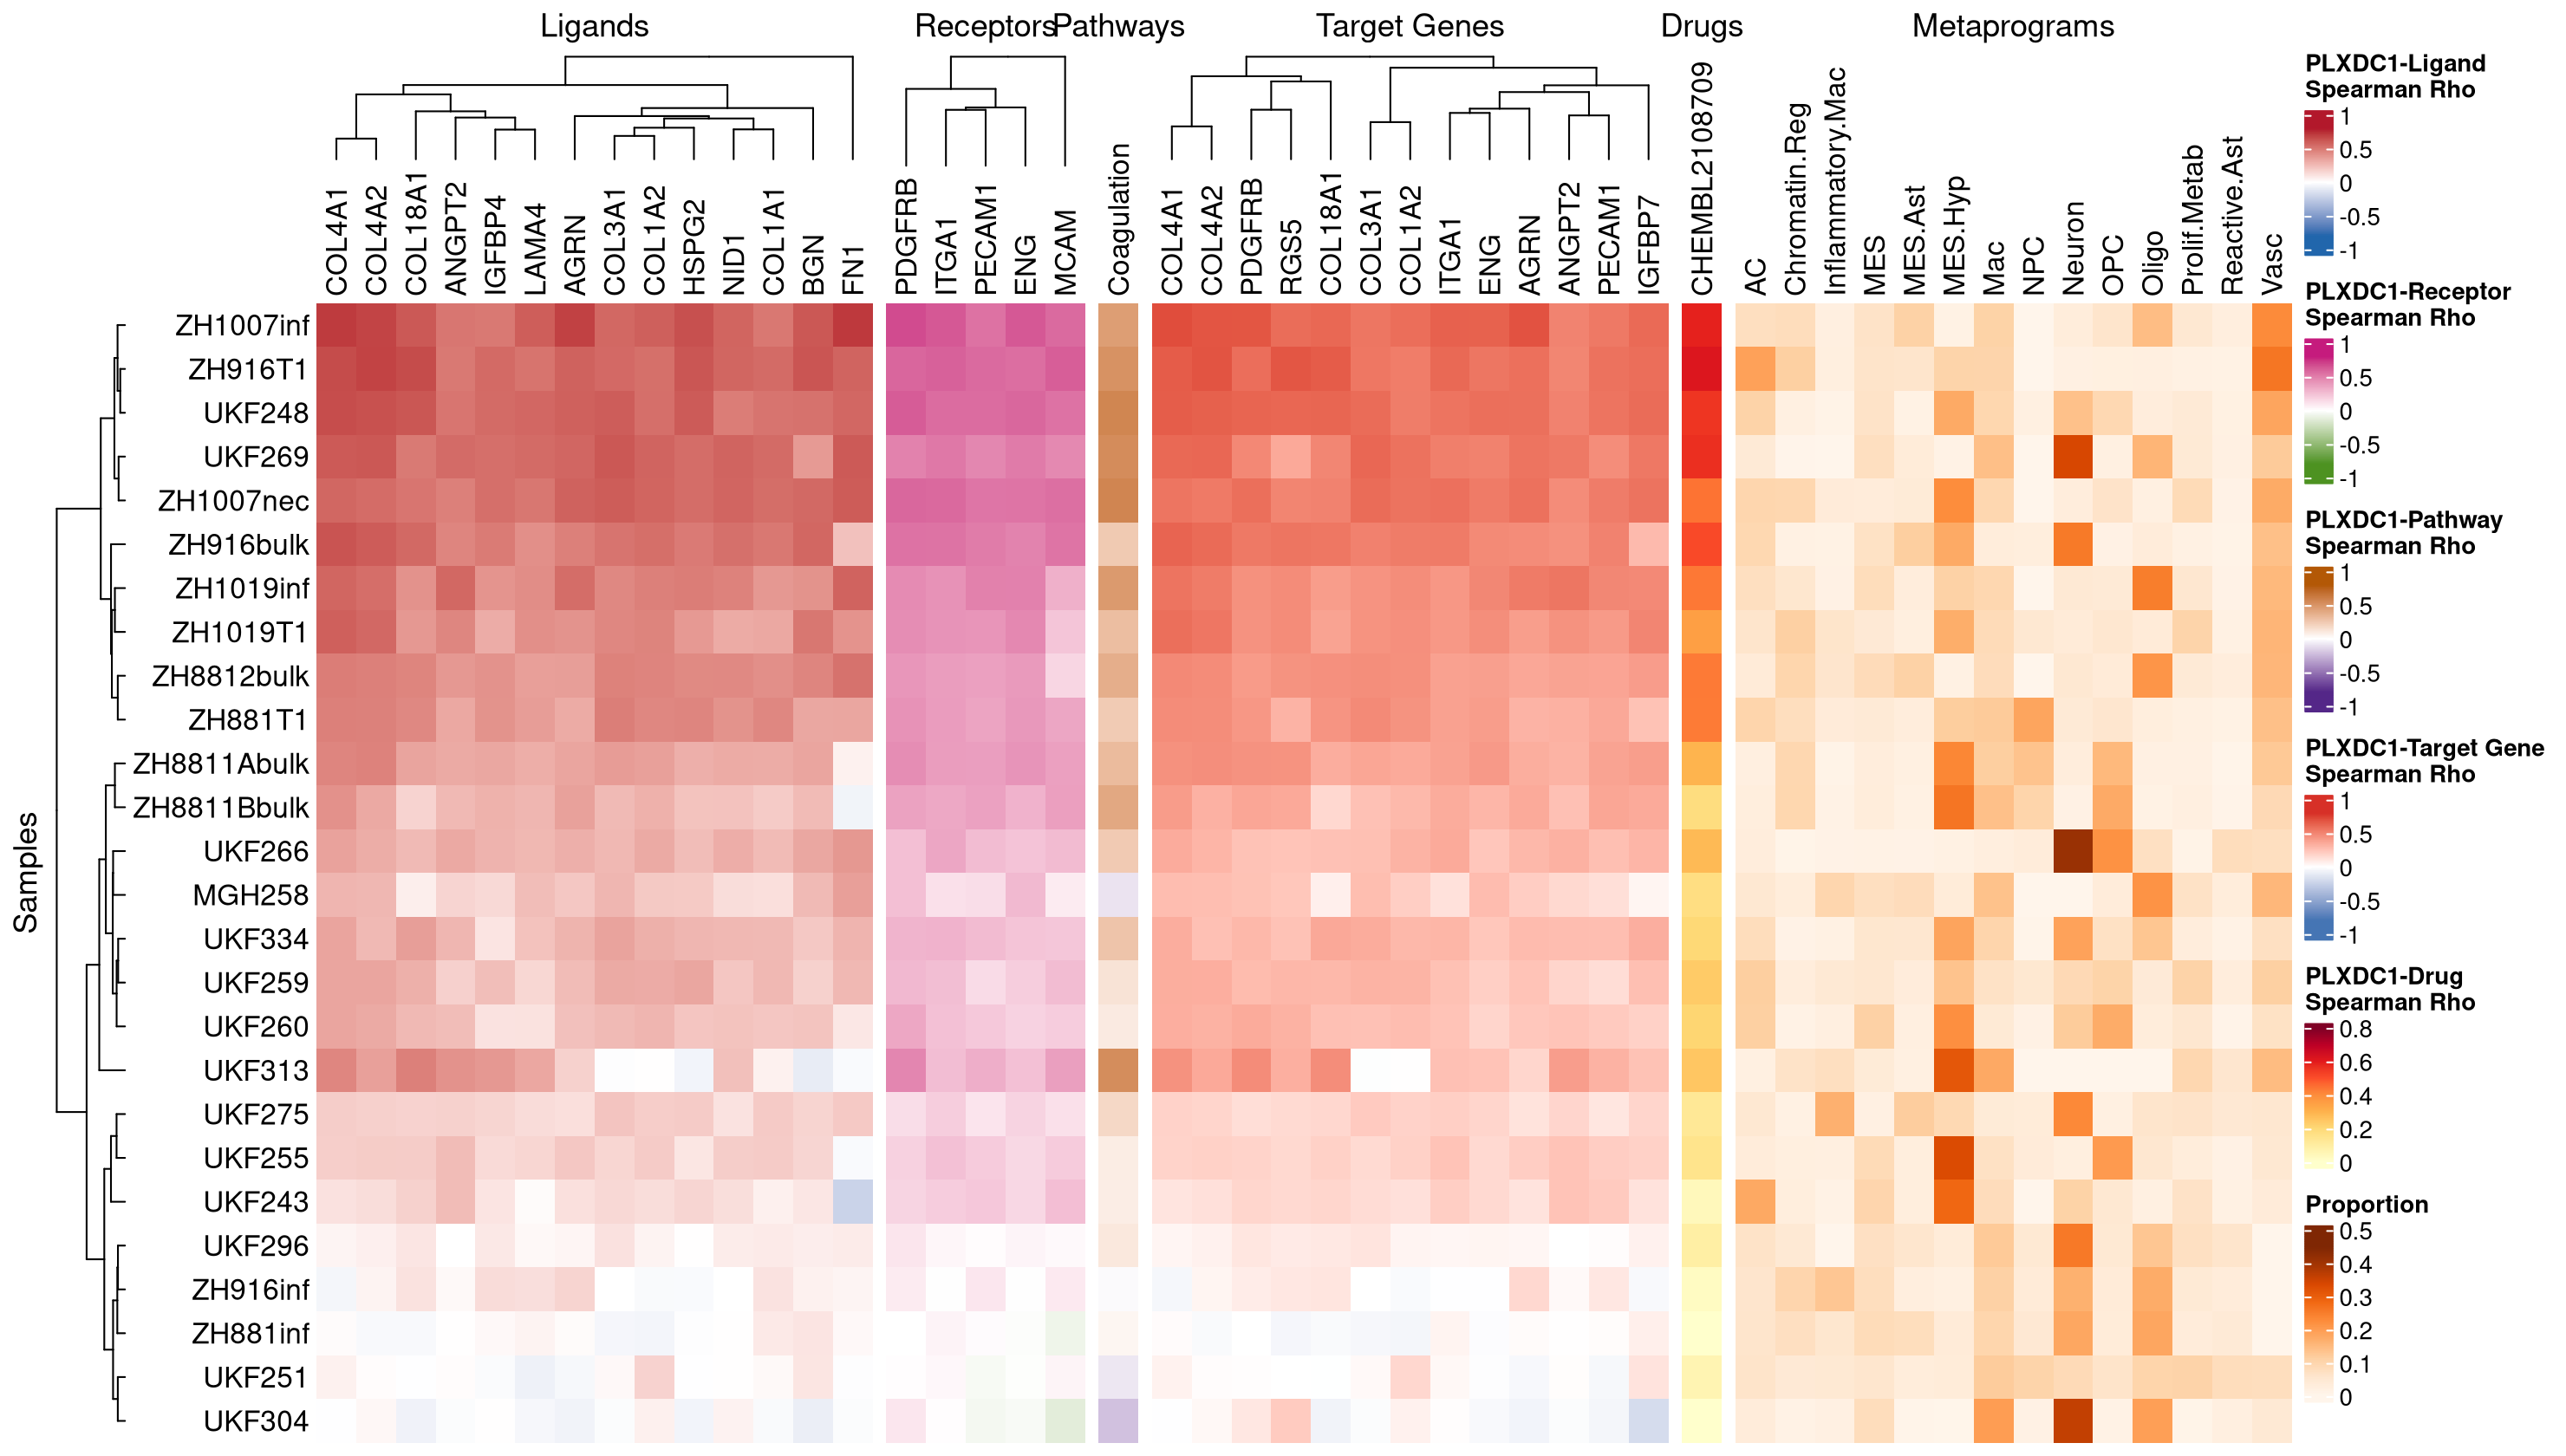 Ligands
Receptors
Pathways
Target Genes
Drugs
Metaprograms
COL4A1
COL4A2
COL18A1
ANGPT2
IGFBP4
LAMA4
AGRN
COL3A1
COL1A2
HSPG2
NID1
COL1A1
BGN
FN1
PDGFRB
ITGA1
PECAM1
ENG
MCAM
Coagulation
COL4A1
COL4A2
PDGFRB
RGS5
COL18A1
COL3A1
COL1A2
ITGA1
ENG
AGRN
ANGPT2
PECAM1
IGFBP7
CHEMBL2108709
AC
Chromatin.Reg
Inflammatory.Mac
MES
MES.Ast
MES.Hyp
Mac
NPC
Neuron
OPC
Oligo
Prolif.Metab
Reactive.Ast
Vasc
Samples
ZH1007inf
ZH916T1
UKF248
UKF269
ZH1007nec
ZH916bulk
ZH1019inf
ZH1019T1
ZH8812bulk
ZH881T1
ZH8811Abulk
ZH8811Bbulk
UKF266
MGH258
UKF334
UKF259
UKF260
UKF313
UKF275
UKF255
UKF243
UKF296
ZH916inf
ZH881inf
UKF251
UKF304
PLXDC1-Ligand
Spearman Rho
1
0.5
0
-0.5
-1
PLXDC1-Receptor
Spearman Rho
1
0.5
0
-0.5
-1
PLXDC1-Pathway
Spearman Rho
1
0.5
0
-0.5
-1
PLXDC1-Target Gene
Spearman Rho
1
0.5
0
-0.5
-1
PLXDC1-Drug
Spearman Rho
0.8
0.6
0.4
0.2
0
Proportion
0.5
0.4
0.3
0.2
0.1
0